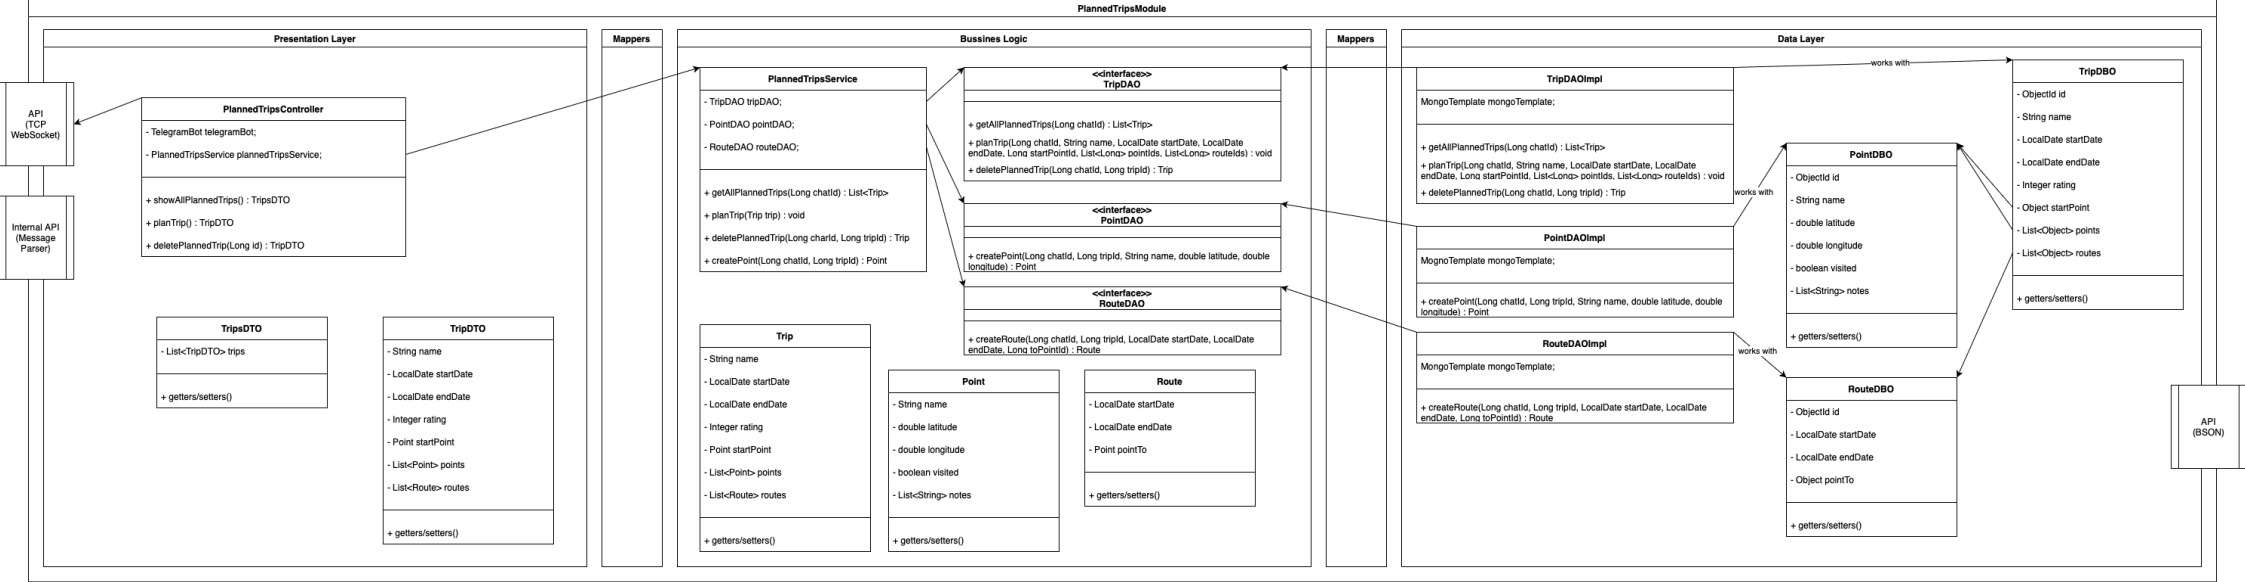 PlannedTripsModule
Presentation Layer
Mappers
Bussines Logic
Mappers
Data Layer
API
(TCP
WebSocket)
Internal API
(Message
Parser)
PlannedTripsController
- TelegramBot telegramBot;
- PlannedTripsService plannedTripsService;
+ showAllPlannedTrips() : TripsDTO
+ planTrip() : TripDTO
+ deletePlannedTrip(Long id) : TripDTO
TripsDTO
- List<TripDTO> trips
+ getters/setters()
TripDTO
- String name
- LocalDate startDate
- LocalDate endDate
- Integer rating
- Point startPoint
- List<Point> points
- List<Route> routes
+ getters/setters()
PlannedTripsService
- TripDAO tripDAO;
- PointDAO pointDAO;
- RouteDAO routeDAO;
+ getAllPlannedTrips(Long chatId) : List<Trip>
+ planTrip(Trip trip) : void
+ deletePlannedTrip(Long charId, Long tripId) : Trip
+ createPoint(Long chatId, Long tripId) : Point
<<interface>>
TripDAO
+ getAllPlannedTrips(Long chatId) : List<Trip>
+ planTrip(Long chatId, String name, LocalDate startDate, LocalDate
endDate, Long startPointId, List<Long> pointIds, List<Long> routeIds) : void
+ deletePlannedTrip(Long chatId, Long tripId) : Trip
<<interface>>
PointDAO
+ createPoint(Long chatId, Long tripId, String name, double latitude, double
longitude) : Point
<<interface>>
RouteDAO
+ createRoute(Long chatId, Long tripId, LocalDate startDate, LocalDate
endDate, Long toPointId) : Route
Trip
- String name
- LocalDate startDate
- LocalDate endDate
- Integer rating
- Point startPoint
- List<Point> points
- List<Route> routes
+ getters/setters()
Point
- String name
- double latitude
- double longitude
- boolean visited
- List<String> notes
+ getters/setters()
Route
- LocalDate startDate
- LocalDate endDate
- Point pointTo
+ getters/setters()
TripDAOImpl
MongoTemplate mongoTemplate;
+ getAllPlannedTrips(Long chatId) : List<Trip>
+ planTrip(Long chatId, String name, LocalDate startDate, LocalDate
endDate, Long startPointId, List<Long> pointIds, List<Long> routeIds) : void
+ deletePlannedTrip(Long chatId, Long tripId) : Trip
works with
PointDAOImpl
MognoTemplate mongoTemplate;
+ createPoint(Long chatId, Long tripId, String name, double latitude, double
longitude) : Point
works with
RouteDAOImpl
MongoTemplate mongoTemplate;
+ createRoute(Long chatId, Long tripId, LocalDate startDate, LocalDate
endDate, Long toPointId) : Route
works with
PointDBO
- ObjectId id
- String name
- double latitude
- double longitude
- boolean visited
- List<String> notes
+ getters/setters()
RouteDBO
- ObjectId id
- LocalDate startDate
- LocalDate endDate
- Object pointTo
+ getters/setters()
TripDBO
- ObjectId id
- String name
- LocalDate startDate
- LocalDate endDate
- Integer rating
- Object startPoint
- List<Object> points
- List<Object> routes
+ getters/setters()
API
(BSON)